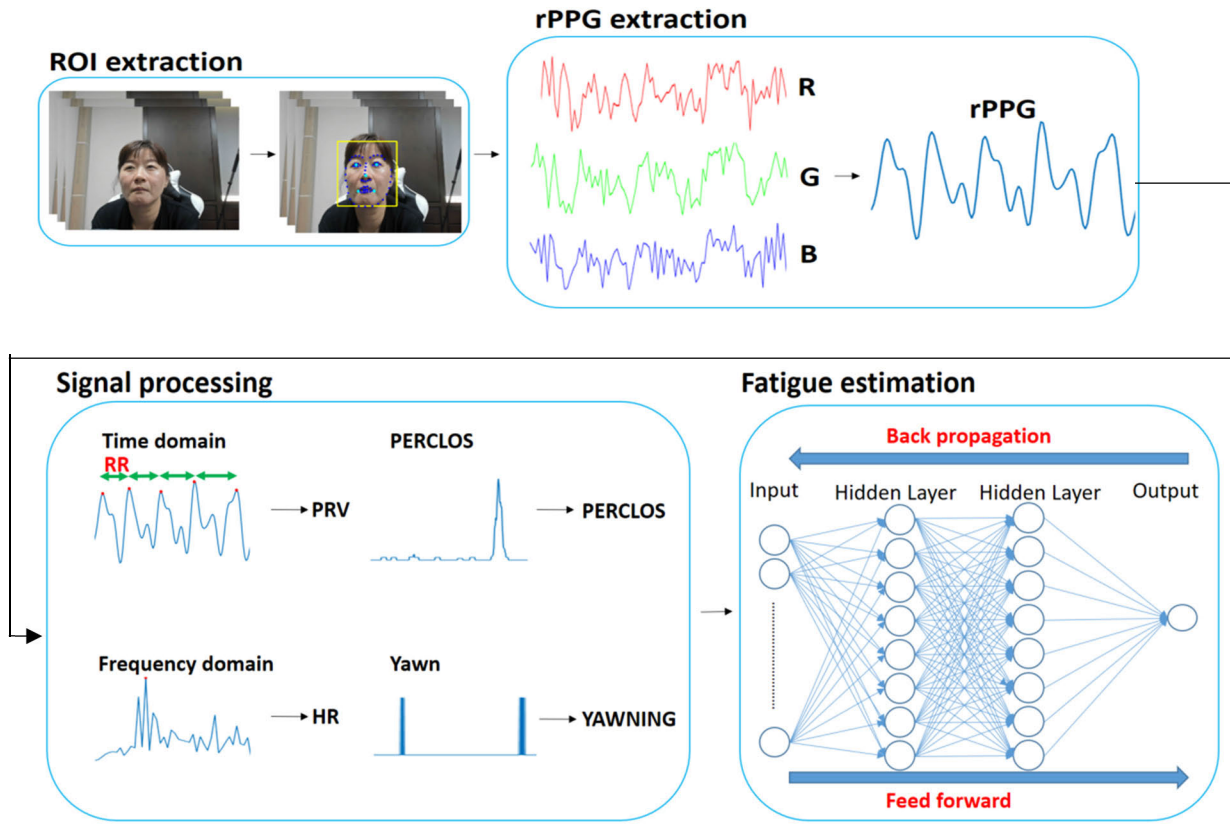 rPPG extraction
ROI extraction
R
G
B
rPPG
Signal processing
Time domain
RR
PRV
PERCLOS
PERCLOS
Frequency domain
HR
Yawn
YAWNING
Fatigue estimation
Back propagation
Input
Hidden Layer
Hidden Layer
Output
Feed forward